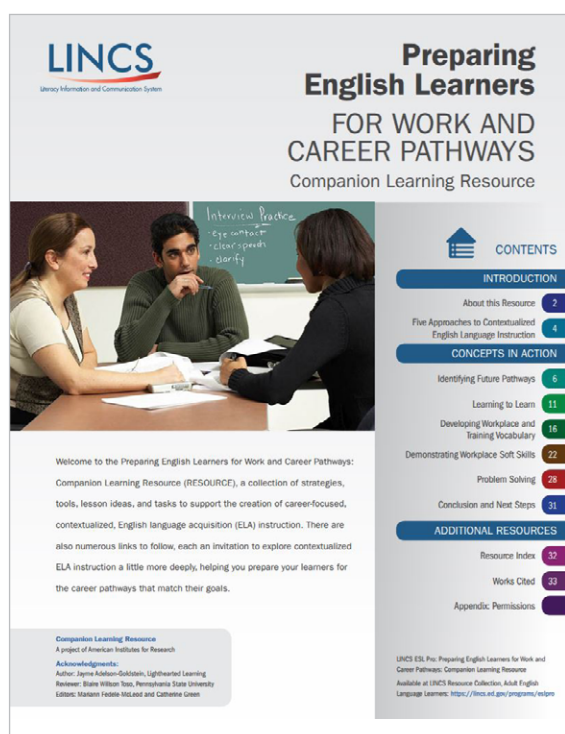 LINCS
Literacy Information and Communication System
Preparing
English Learners
FOR WORK AND
CAREER PATHWAYS
Companion Learning Resource
Interview Practice
- eye contact
- clear speech
- clarify
CONTENTS
INTRODUCTION
About this Resource 2
Five Approaches to Contextualized
English Language Instruction 4
CONCEPTS IN ACTION
Identifying Future Pathways 6
Learning to Learn 11
Developing Workplace and
Training Vocabulary 16
Demonstrating Workplace Soft Skills 22
Problem Solving 28
Conclusion and Next Steps 31
ADDITIONAL RESOURCES
Resource Index 32
Works Cited 33
Appendix: Permissions
Welcome to the Preparing English Learners for Work and Career Pathways:
Companion Learning Resource (RESOURCE), a collection of strategies,
tools, lesson ideas, and tasks to support the creation of career-focused,
contextualized, English language acquisition (ELA) instruction. There are
also numerous links to follow, each an invitation to explore contextualized
ELA instruction a little more deeply, helping you prepare your learners for
the career pathways that match their goals.
Companion Learning Resource
A project of American Institutes for Research
Acknowledgments:
Author: Jayme Adelson-Goldstein, Lighthearted Learning
Reviewer: Blaire Willson Toso, Pennsylvania State University
Editors: Mariann Fedele-McLeod and Catherine Green
LINCS ESL Pro: Preparing English Learners for Work and
Career Pathways: Companion Learning Resource
Available at LINCS Resource Collection, Adult English
Language Learners: https://lincs.ed.gov/programs/eslpro